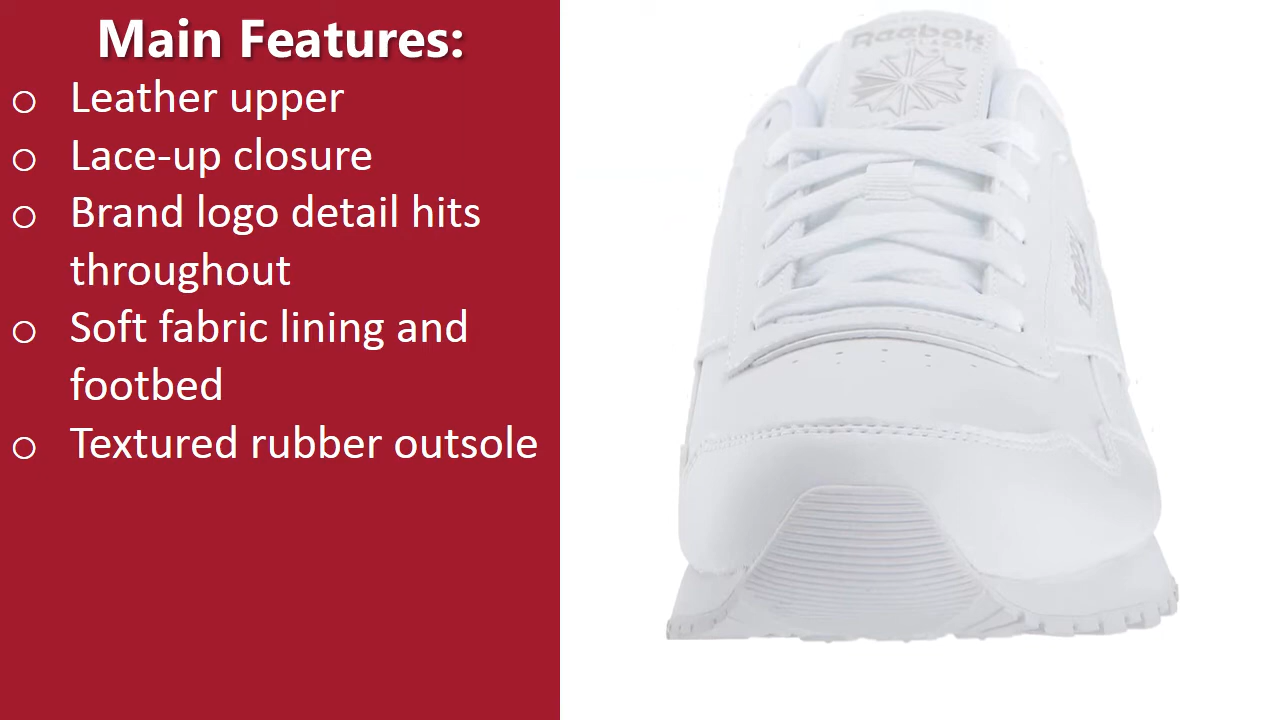 Main Features:
o Leather upper
o Lace-up closure
o Brand logo detail hits
throughout
o Soft fabric lining and
footbed
o Textured rubber outsole
Reebok
CLASSIC